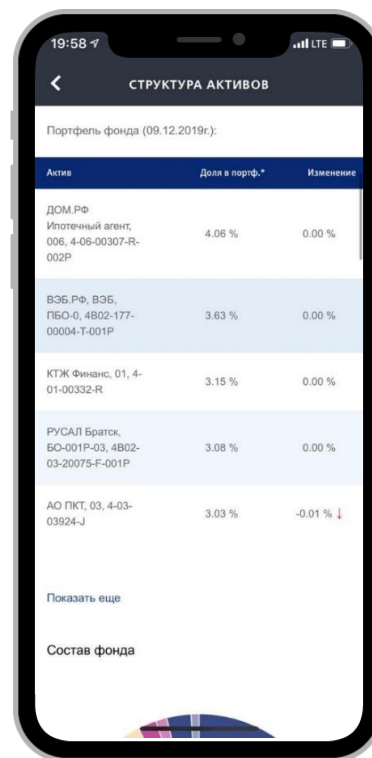 19:58
LTE
СТРУКТУРА АКТИВОВ
Портфель фонда (09.12.2019г.):
Актив Доля в портф.* Изменение
ДОМ.РФ
Ипотечный агент,
006, 4-06-00307-R-
002P
4.06 % 0.00 %
ВЭБ.РФ, ВЭБ,
ПБО-0, 4B02-177-
00004-T-001P
3.63 % 0.00 %
КТЖ Финанс, 01, 4-
01-00332-R
3.15 % 0.00 %
РУСАЛ Братск,
БО-001Р-03, 4B02-
03-20075-F-001P
3.08 % 0.00 %
АО ПКТ, 03, 4-03-
03924-J
3.03 % -0.01 % ↓
Показать еще
Состав фонда